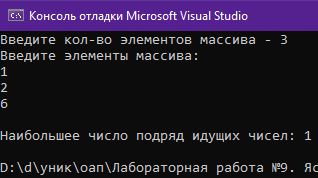 Консоль отладки Microsoft Visual Studio
Введите кол-во элементов массива - 3
Введите элементы массива:
1
2
6
Наибольшее число подряд идущих чисел: 1
D:\d\уник\оап\Лабораторная работа №9. Яс